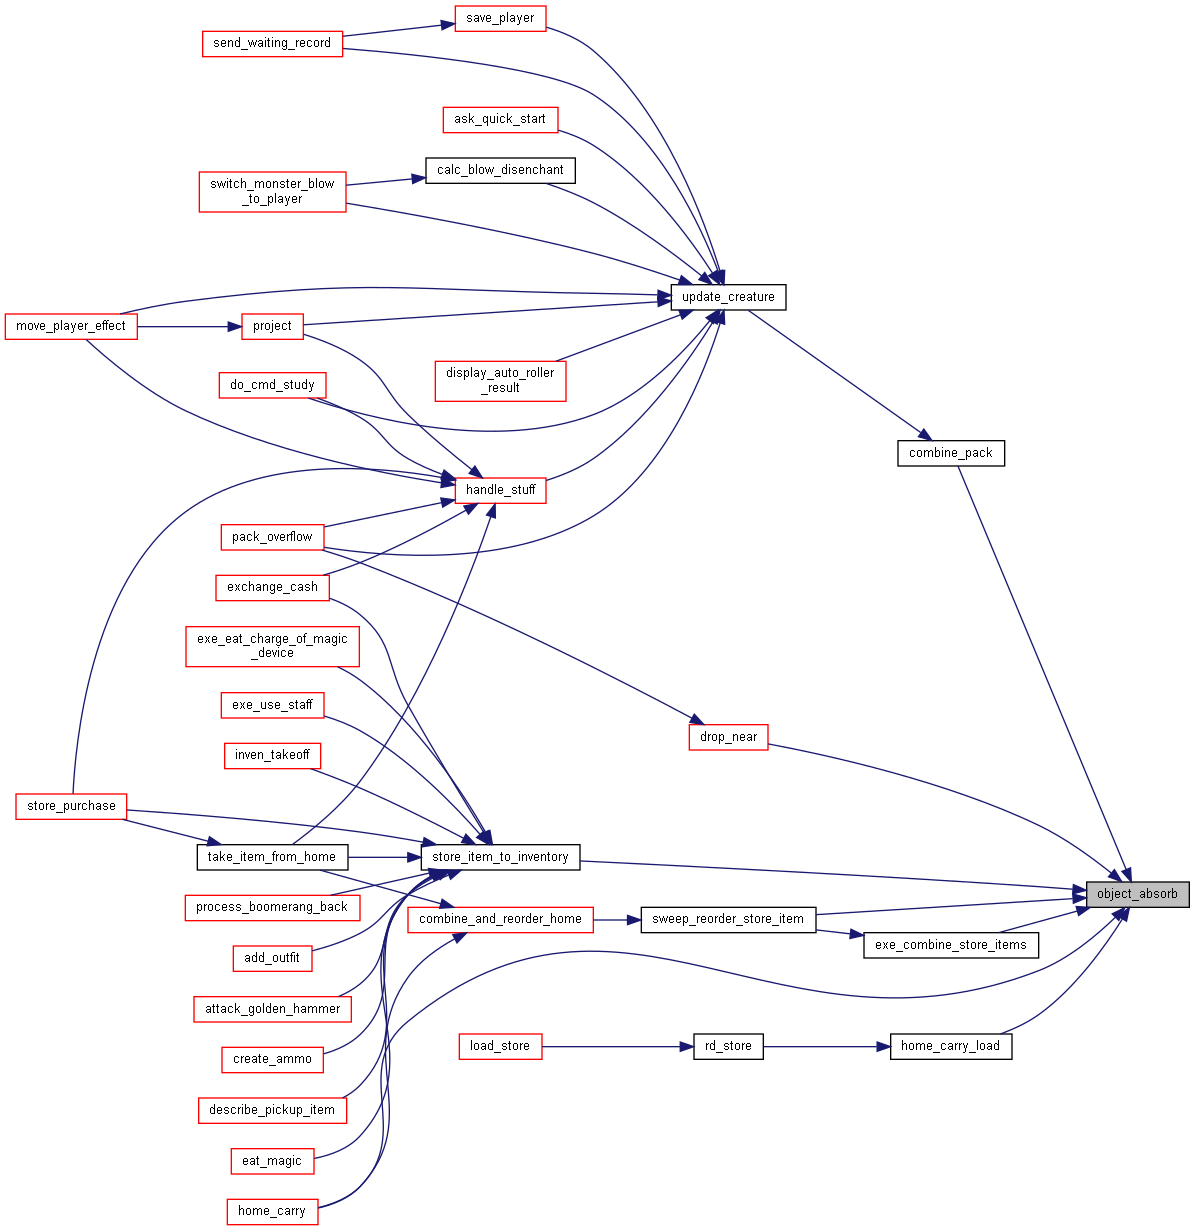 save_player
send_waiting_record
ask_quick_start
calc_blow_disenchant
switch_monster_blow
_to_player
update_creature
move_player_effect
project
display_auto_roller
_result
do_cmd_study
combine_pack
handle_stuff
pack_overflow
exchange_cash
exe_eat_charge_of_magic
_device
exe_use_staff
drop_near
inven_takeoff
store_purchase
take_item_from_home
store_item_to_inventory
object_absorb
process_boomerang_back
combine_and_reorder_home
sweep_reorder_store_item
exe_combine_store_items
add_outfit
attack_golden_hammer
load_store
rd_store
home_carry_load
create_ammo
describe_pickup_item
eat_magic
home_carry